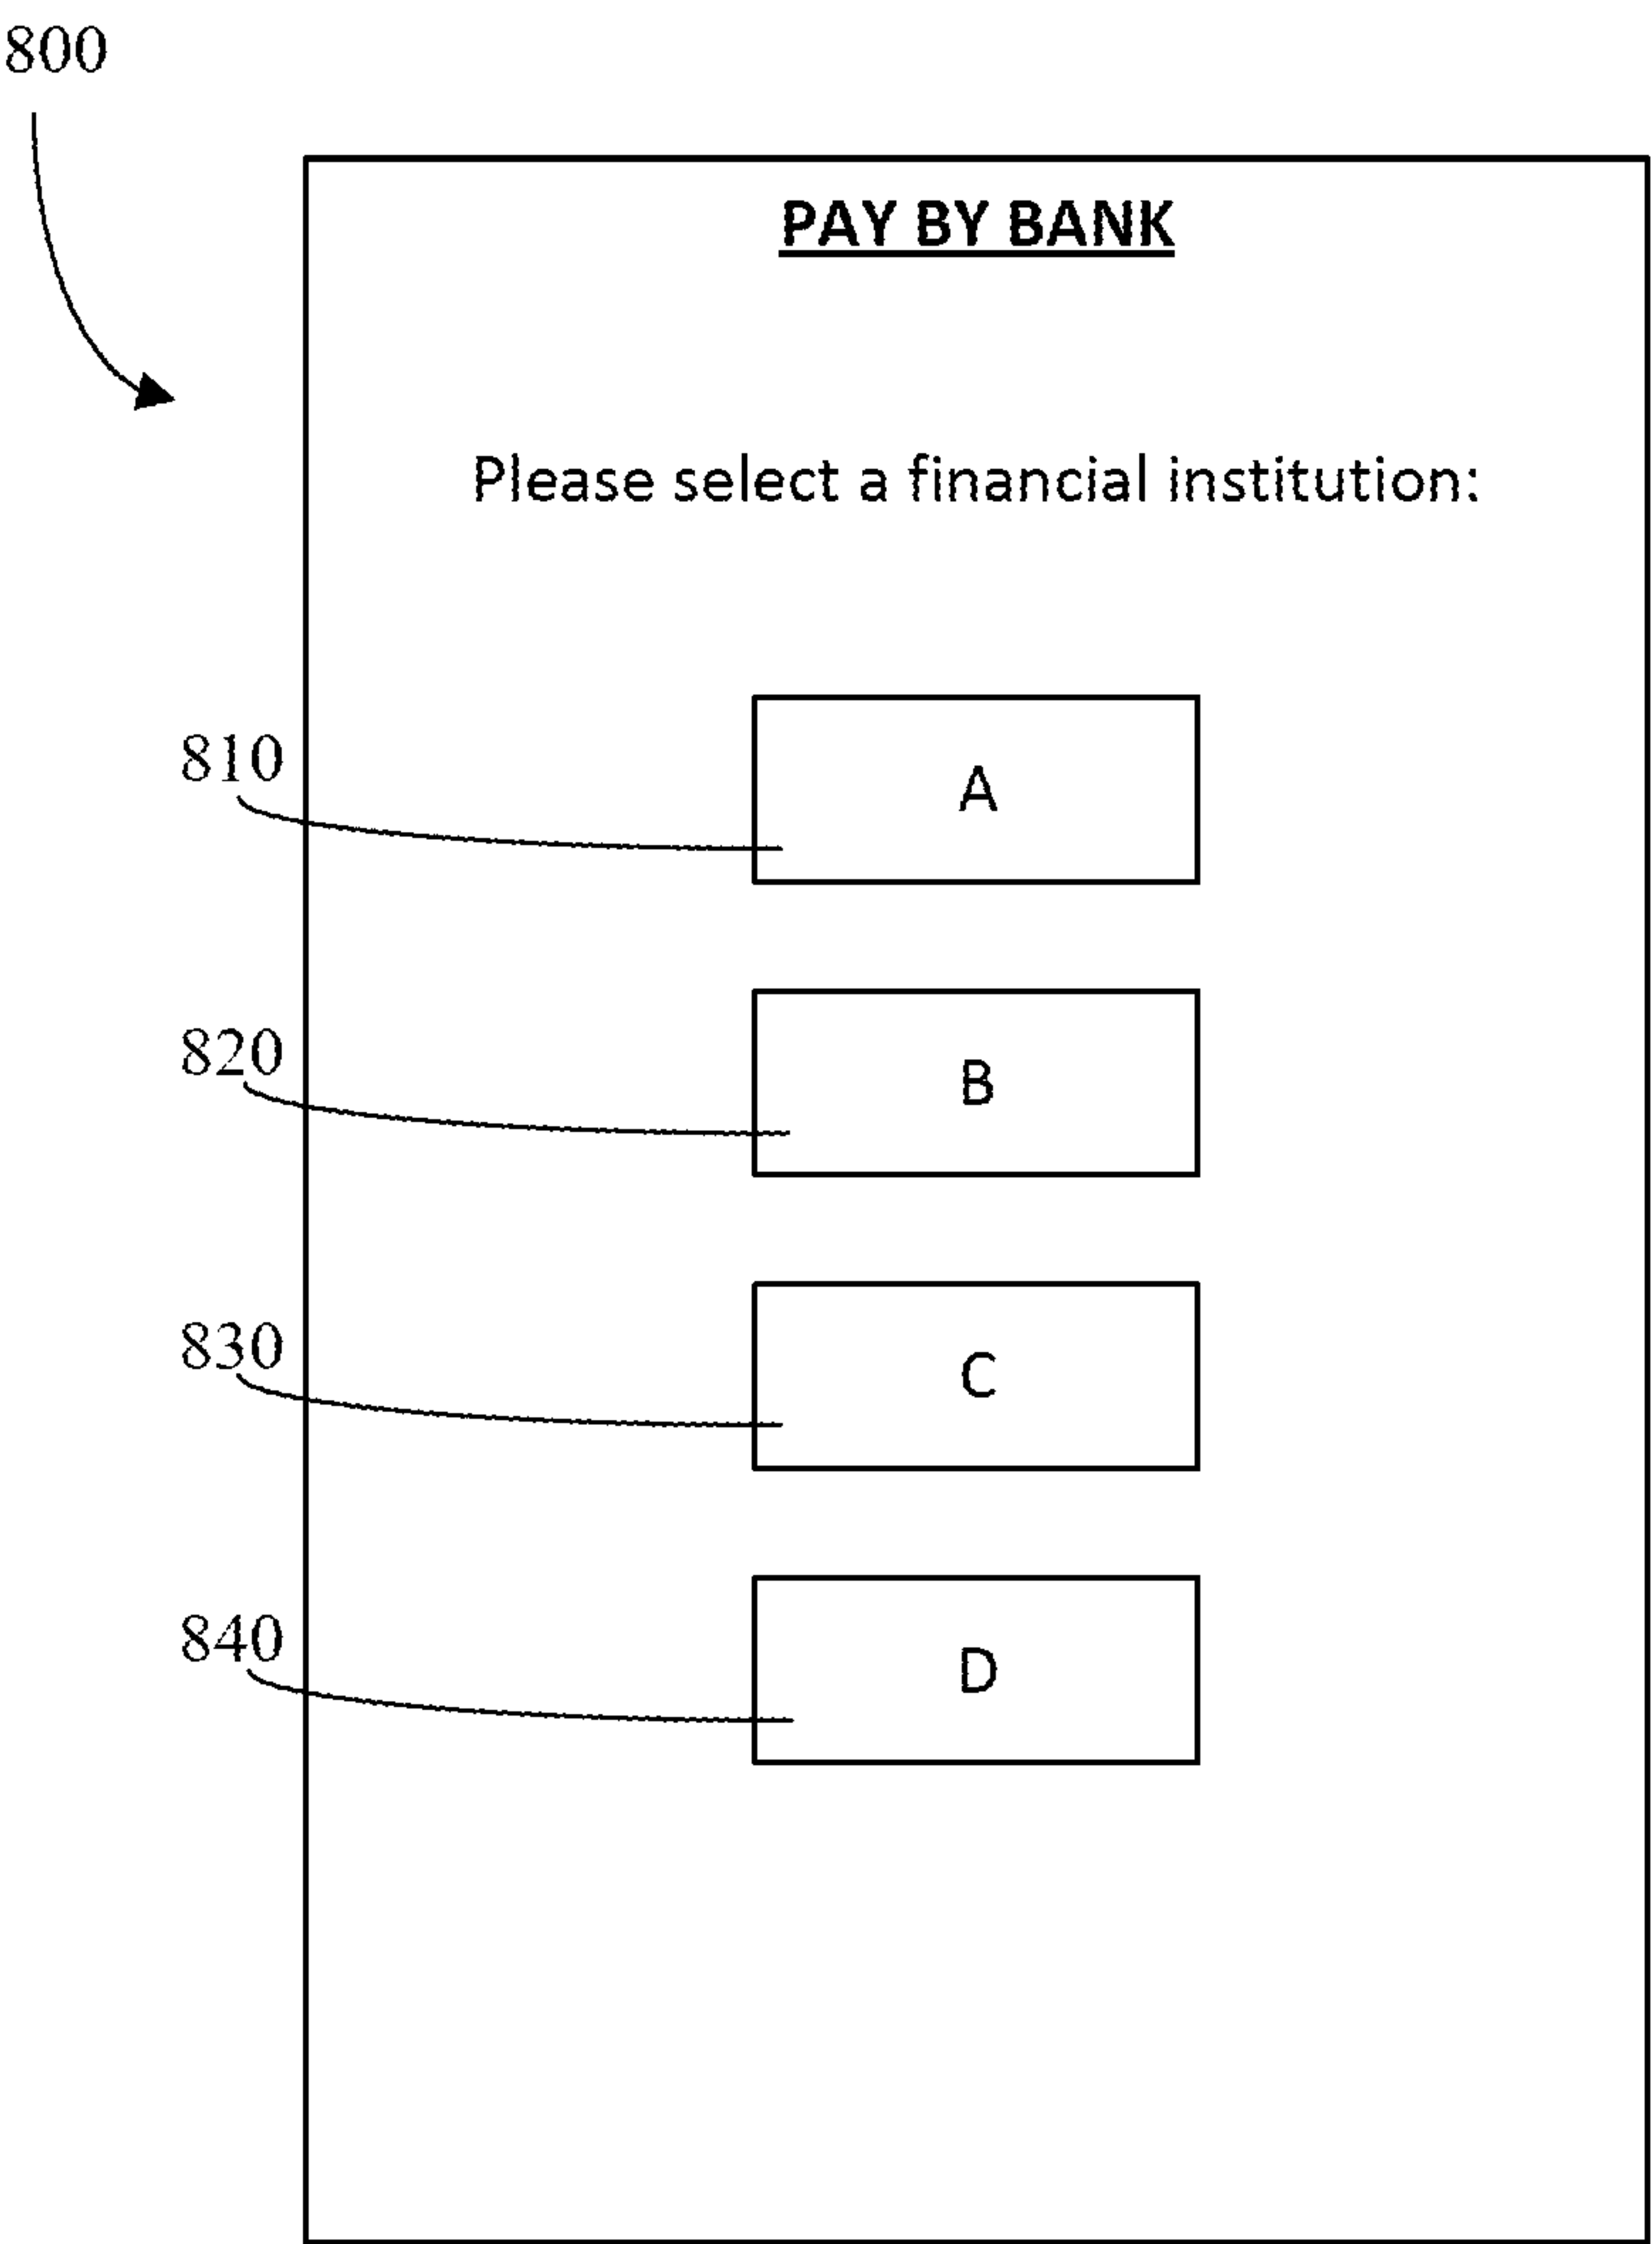 800
PAY BY BANK
Please select a financial institution:
810
A
820
B
830
C
840
D